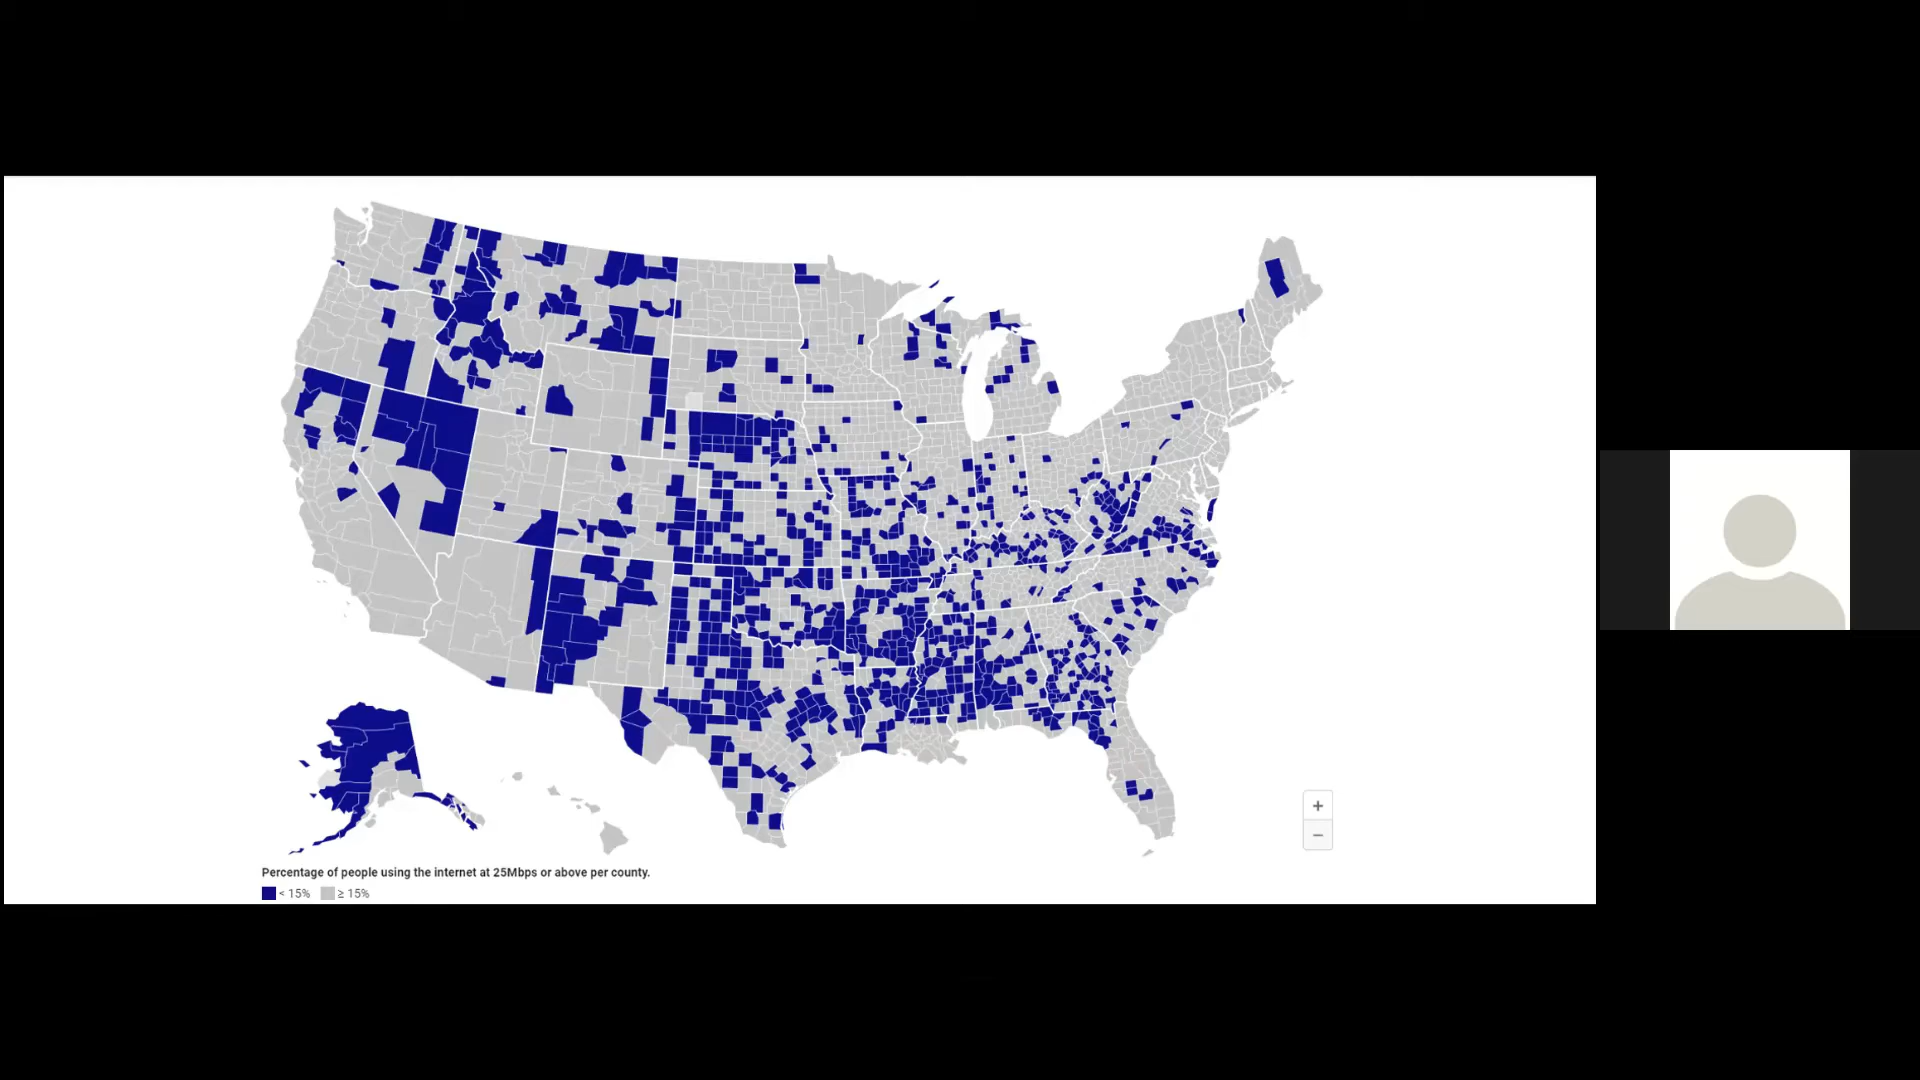 +
−
Percentage of people using the internet at 25Mbps or above per county.
< 15% ≥ 15%